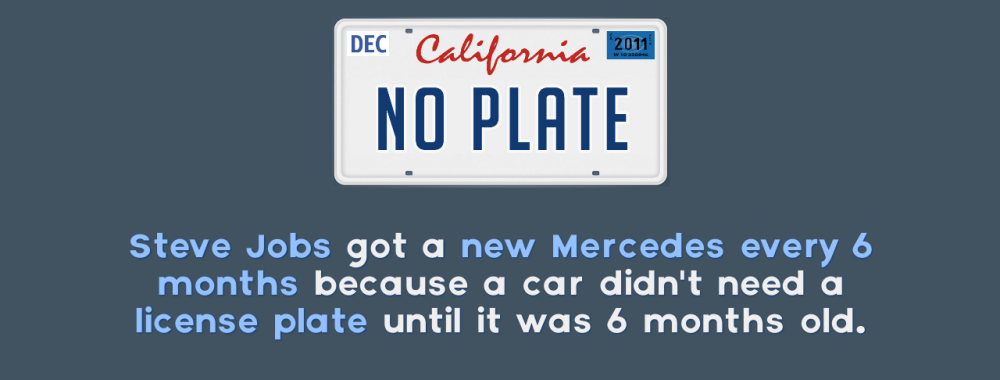 DEC California 2011
NO PLATE
Steve Jobs got a new Mercedes every 6
months because a car didn't need a
license plate until it was 6 months old.